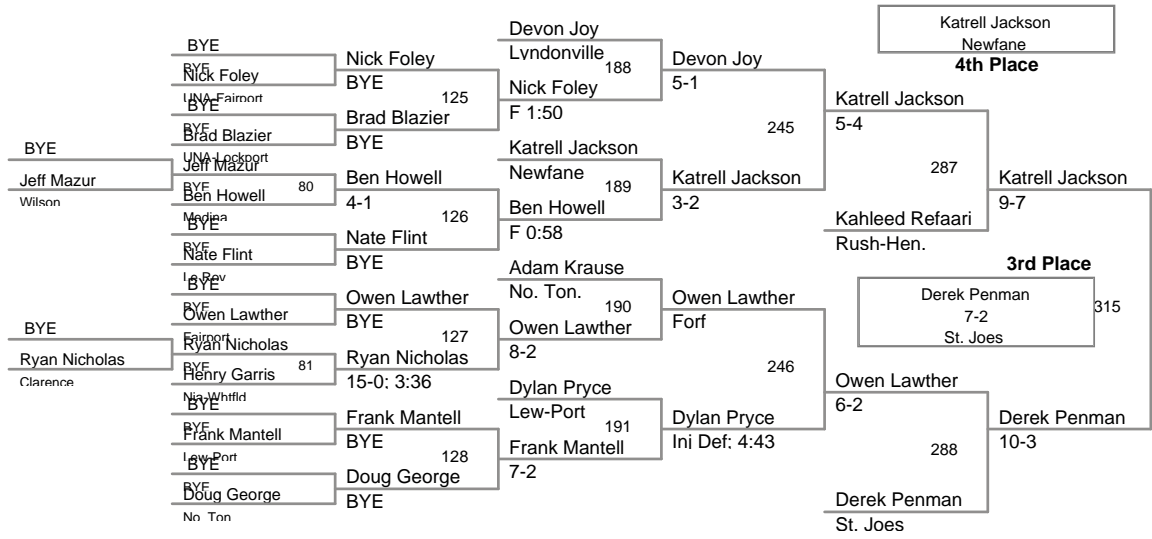 BYE
Jeff Mazur
Wilson
BYE
Ryan Nicholas
Clarence
BYE
BYE
Nick Foley
UNA-Fairport
BYE
BYE
Brad Blazier
UNA-Lockport
Jeff Mazur
BYE
80
Ben Howell
Medina
BYE
BYE
Nate Flint
Le Roy
BYE
BYE
Owen Lawther
Fairport
Ryan Nicholas
BYE
81
Henry Garris
Nia-Whtfld
BYE
BYE
Frank Mantell
Lew-Port
BYE
BYE
Doug George
No. Ton.
Nick Foley
BYE
125
Brad Blazier
BYE
Ben Howell
4-1
126
Nate Flint
BYE
Owen Lawther
BYE
127
Ryan Nicholas
15-0; 3:36
Frank Mantell
BYE
128
Doug George
BYE
Devon Joy
Lyndonville
188
Nick Foley
F 1:50
Katrell Jackson
Newfane
189
Ben Howell
F 0:58
Adam Krause
No. Ton.
190
Owen Lawther
8-2
Dylan Pryce
Lew-Port
191
Frank Mantell
7-2
Devon Joy
5-1
245
Katrell Jackson
3-2
Owen Lawther
Forf
246
Dylan Pryce
Inj Def; 4:43
Katrell Jackson
5-4
287
Kahleed Refaari
Rush-Hen.
Owen Lawther
6-2
288
Derek Penman
St. Joes
Katrell Jackson
9-7
315
Derek Penman
10-3
Katrell Jackson
Newfane
4th Place
3rd Place
Derek Penman
7-2
St. Joes